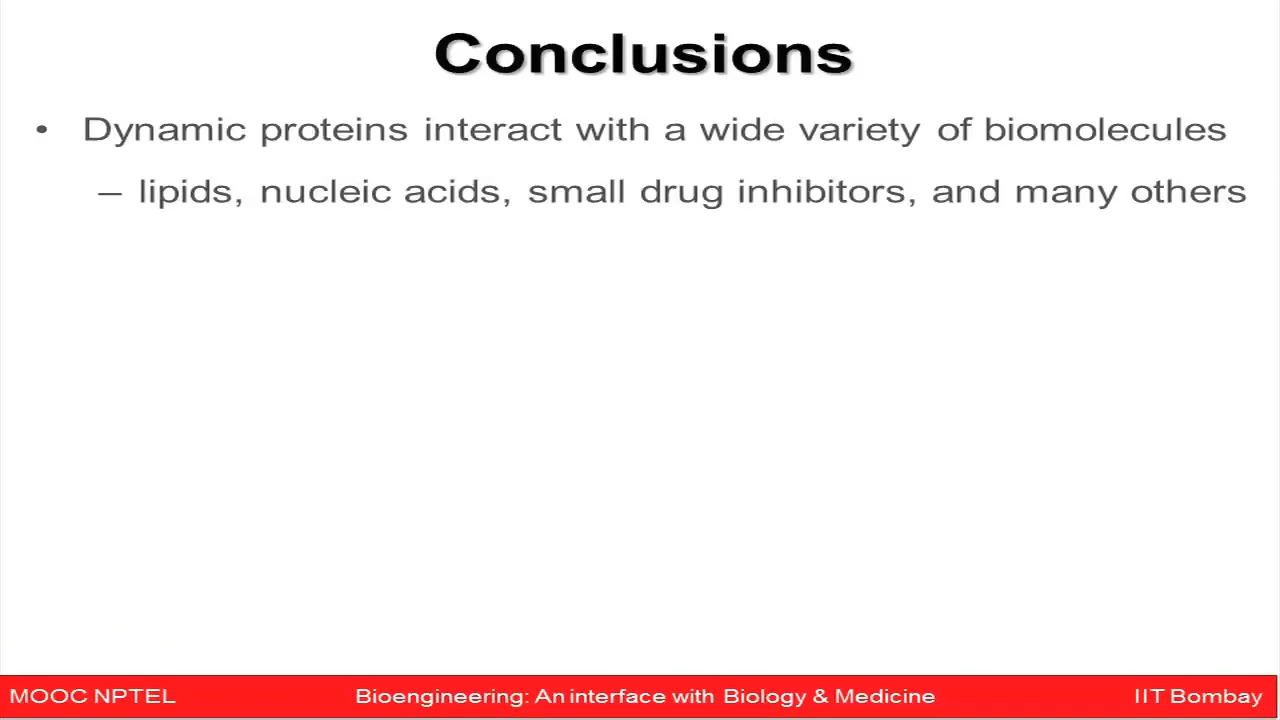 Conclusions
• Dynamic proteins interact with a wide variety of biomolecules
– lipids, nucleic acids, small drug inhibitors, and many others
MOOC NPTEL Bioengineering: An interface with Biology & Medicine IIT Bombay